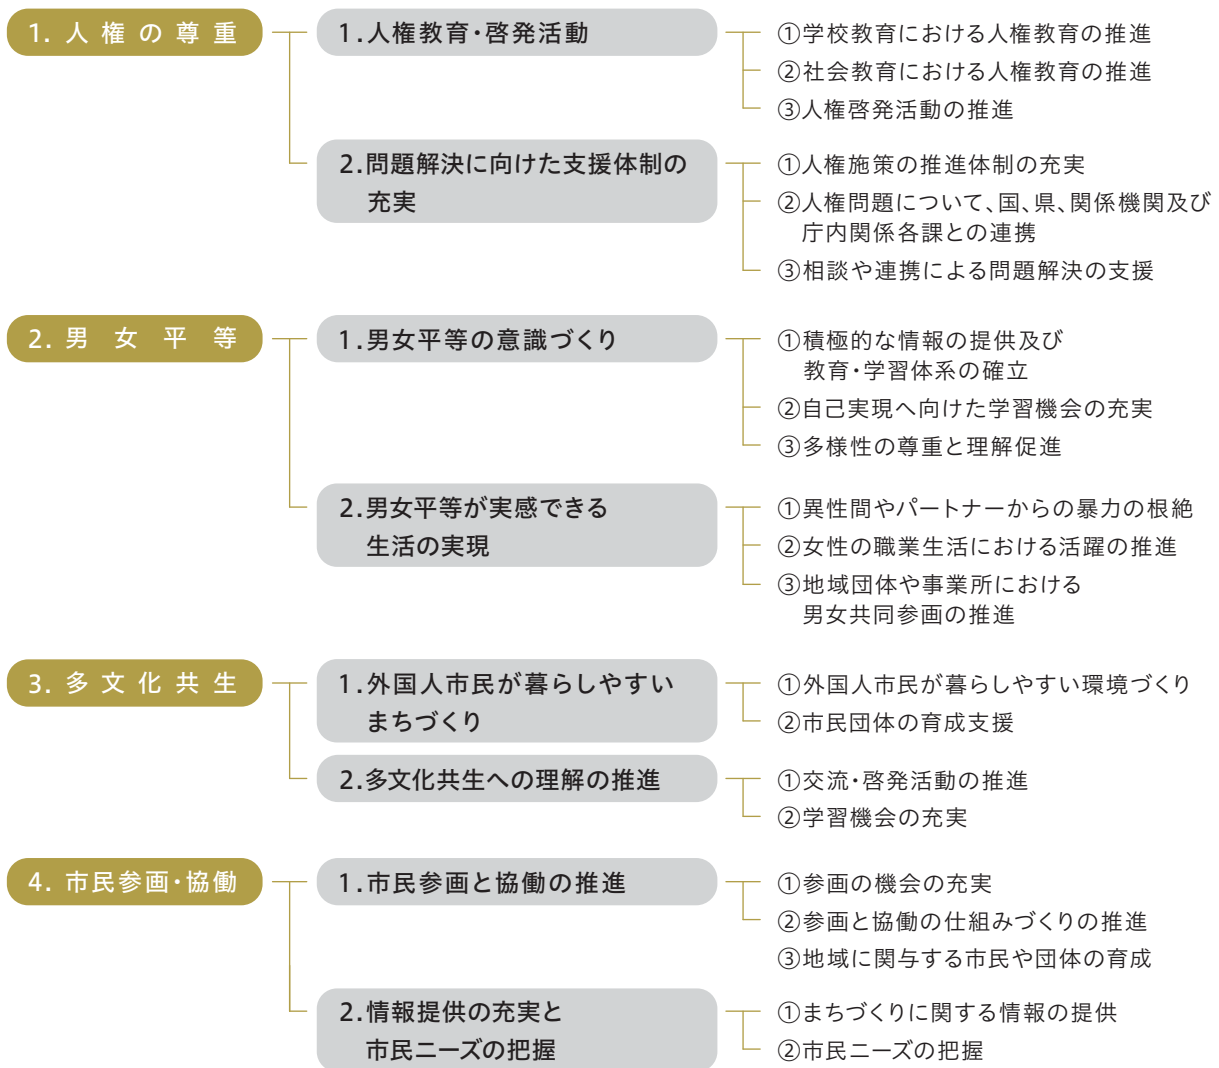 1. 人権の尊重
1.人権教育・啓発活動
①学校教育における人権教育の推進
②社会教育における人権教育の推進
③人権啓発活動の推進
2.問題解決に向けた支援体制の
充実
①人権施策の推進体制の充実
②人権問題について、国、県、関係機関及び
庁内関係各課との連携
③相談や連携による問題解決の支援
2. 男女平等
1.男女平等の意識づくり
①積極的な情報の提供及び
教育・学習体系の確立
②自己実現へ向けた学習機会の充実
③多様性の尊重と理解促進
2.男女平等が実感できる
生活の実現
①異性間やパートナーからの暴力の根絶
②女性の職業生活における活躍の推進
③地域団体や事業所における
男女共同参画の推進
3. 多文化共生
1.外国人市民が暮らしやすい
まちづくり
①外国人市民が暮らしやすい環境づくり
②市民団体の育成支援
2.多文化共生への理解の推進
①交流・啓発活動の推進
②学習機会の充実
4. 市民参画・協働
1.市民参画と協働の推進
①参画の機会の充実
②参画と協働の仕組みづくりの推進
③地域に関与する市民や団体の育成
2.情報提供の充実と
市民ニーズの把握
①まちづくりに関する情報の提供
②市民ニーズの把握